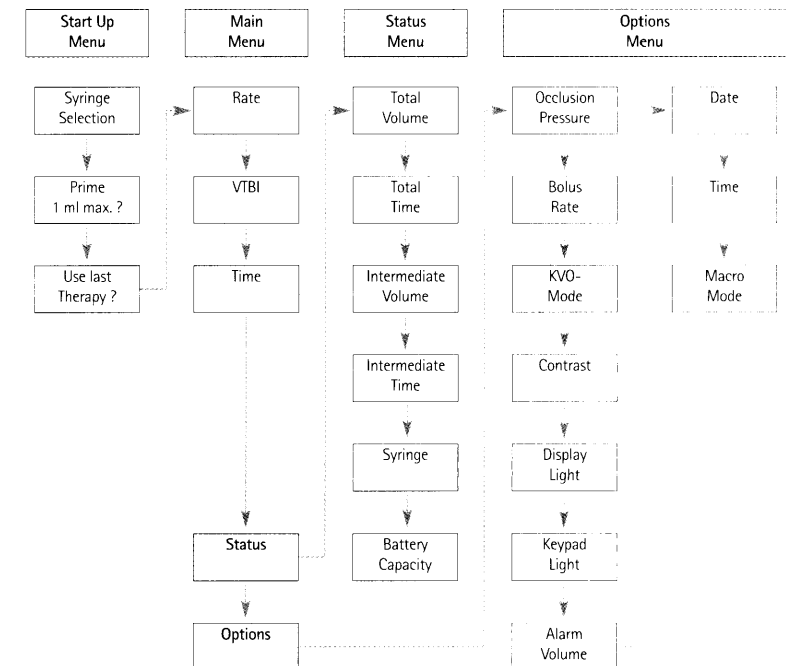 Start Up
Menu
Main
Menu
Status
Menu
Options
Menu
Syringe
Selection
Prime
1 ml max. ?
Use last
Therapy ?
Rate
VTBI
Time
Status
Options
Total
Volume
Total
Time
Intermediate
Volume
Intermediate
Time
Syringe
Battery
Capacity
Occlusion
Pressure
Bolus
Rate
KVO-
Mode
Contrast
Display
Light
Keypad
Light
Alarm
Volume
Date
Time
Macro
Mode